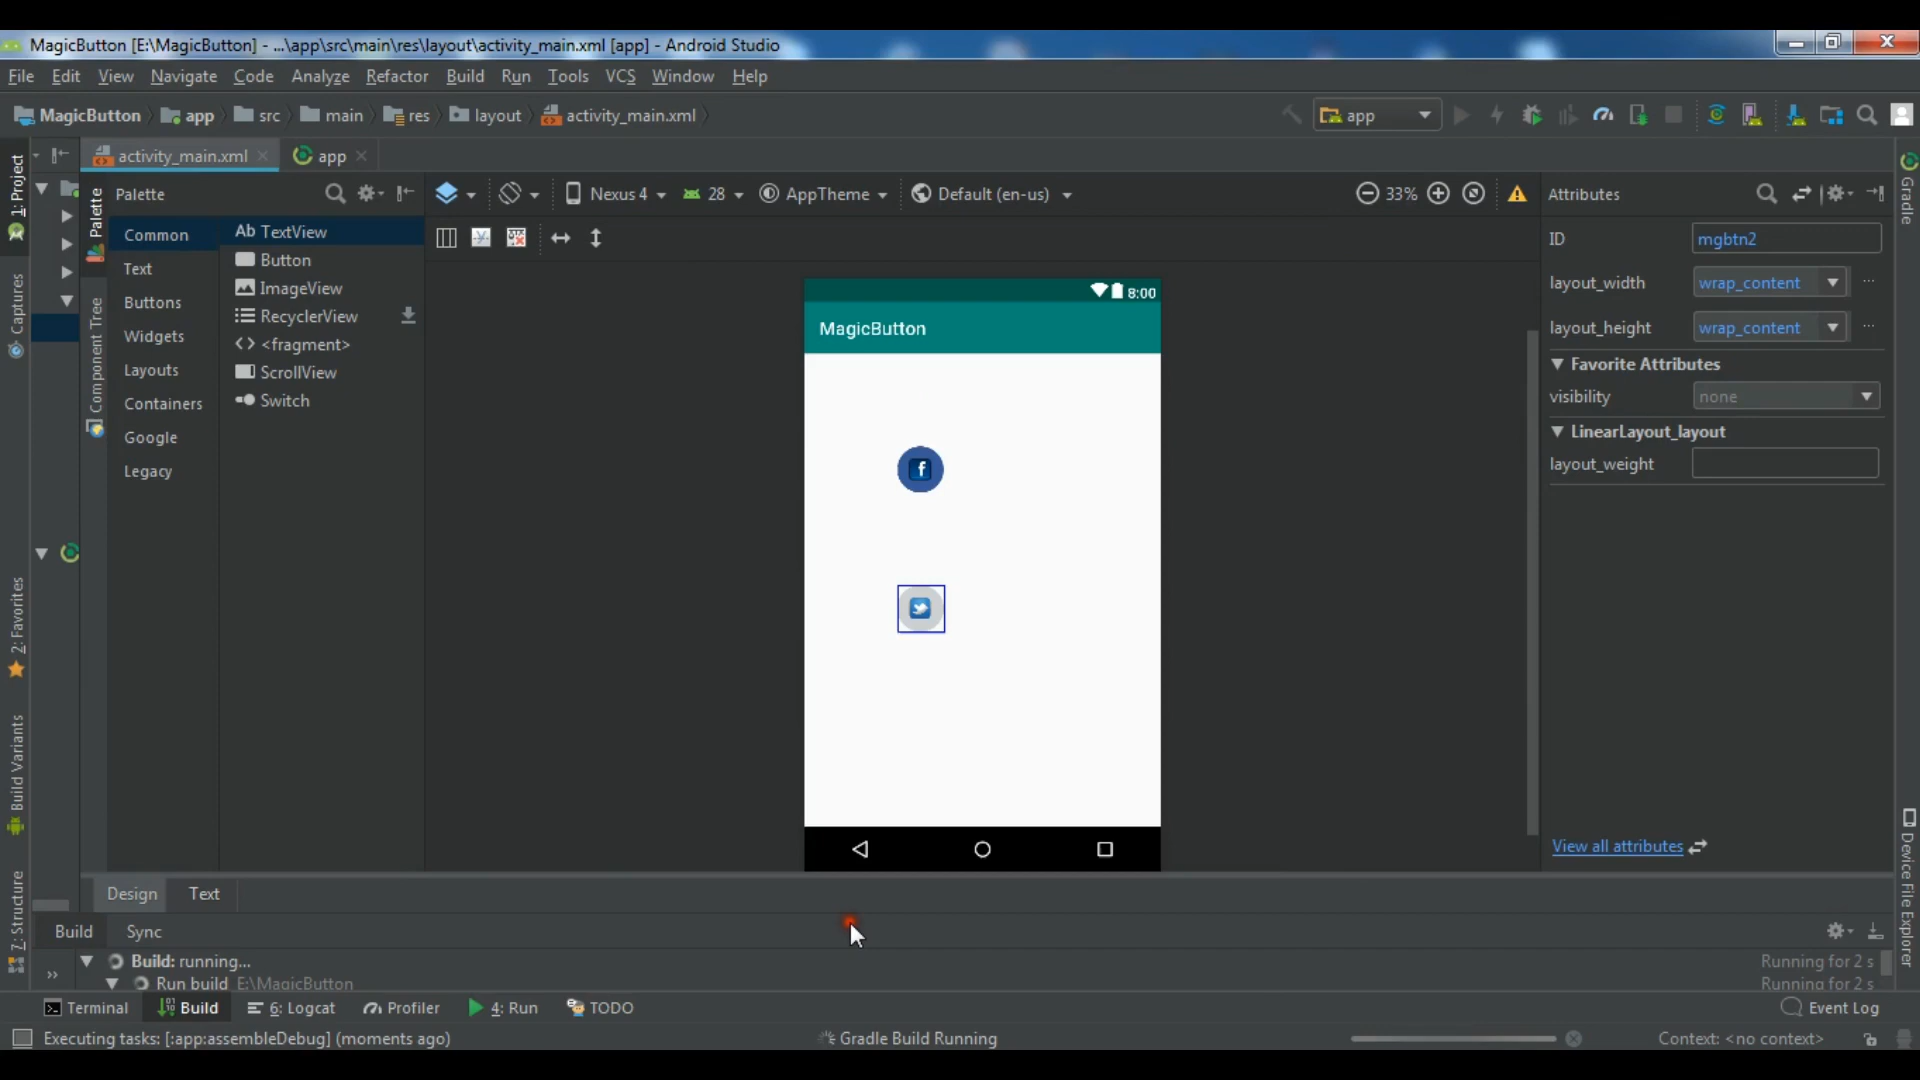 MagicButton [E:\MagicButton] - ...\app\src\main\res\layout\activity_main.xml [app] - Android Studio
File Edit View Navigate Code Analyze Refactor Build Run Tools VCS Window Help
MagicButton app src main res layout activity_main.xml
app
activity_main.xml app
Palette
Nexus 4 28 AppTheme Default (en-us) 33%
Attributes
Common
Text
Buttons
Widgets
Layouts
Containers
Google
Legacy
Ab TextView
Button
ImageView
RecyclerView
<fragment>
ScrollView
Switch
8:00
MagicButton
f
ID mgbtn2
layout_width wrap_content ...
layout_height wrap_content ...
Favorite Attributes
visibility none
LinearLayout_layout
layout_weight
View all attributes
1: Project
Captures
2: Favorites
Build Variants
7: Structure
Palette
Component Tree
Gradle
Device File Explorer
Design Text
Build Sync
» Build: running... Running for 2 s
Run build E:\MagicButton Running for 2 s
Terminal Build 6: Logcat Profiler 4: Run TODO Event Log
Executing tasks: [:app:assembleDebug] (moments ago) Gradle Build Running Context: <no context>